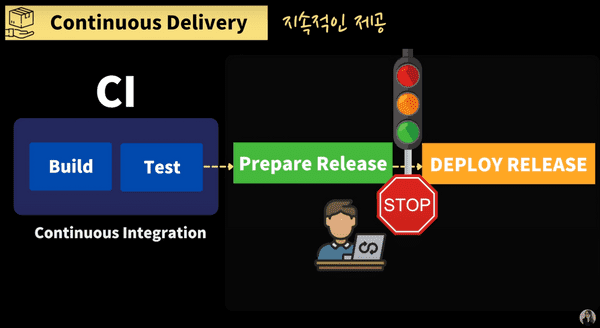 Continuous Delivery
지속적인 제공
CI
Build
Test
Continuous Integration
Prepare Release
DEPLOY RELEASE
STOP